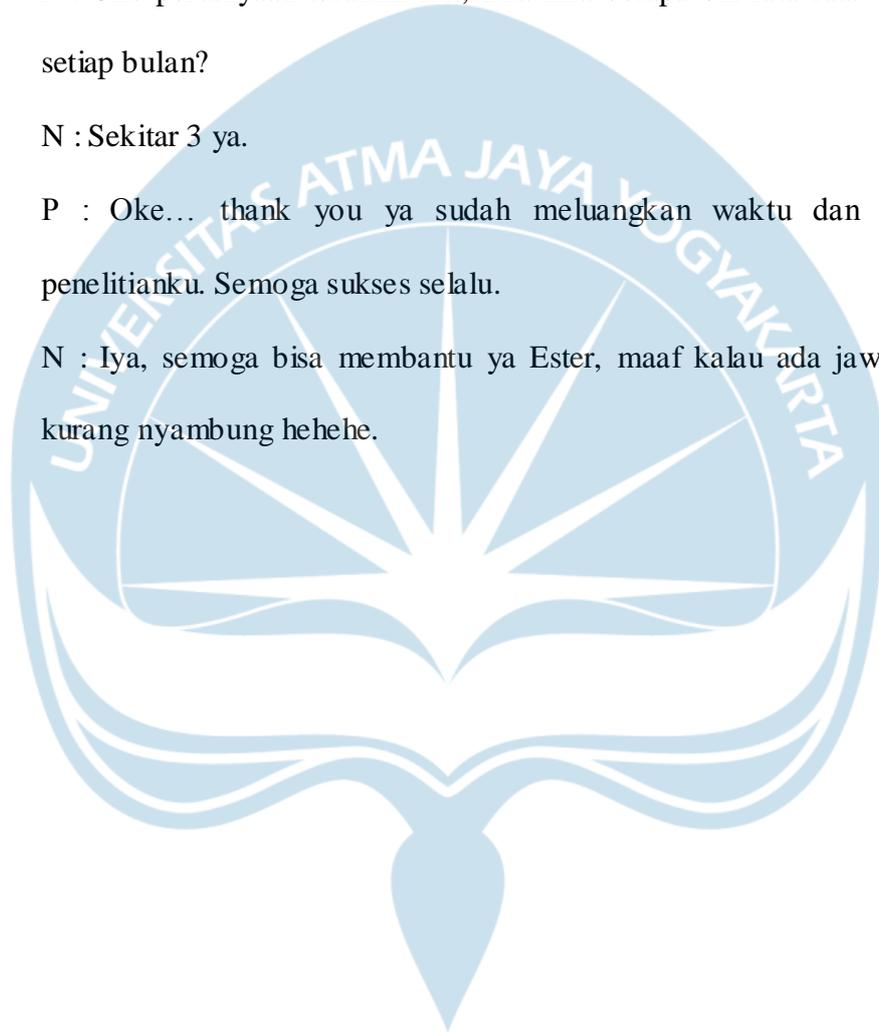 setiap bulan?
N : Sekitar 3 ya.
UNIVERSITAS ATMA JAYA YOGYAKARTA
P : Oke… thank you ya sudah meluangkan waktu dan
penelitianku. Semoga sukses selalu.
N : Iya, semoga bisa membantu ya Ester, maaf kalau ada jaw
kurang nyambung hehehe.